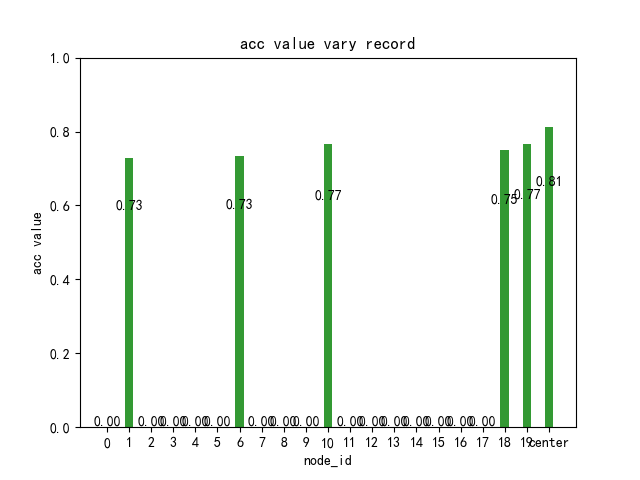 acc value vary record
1.0
0.8
0.6
0.4
0.2
0.0
acc value
0.00 0.73 0.00 0.00 0.00 0.00 0.73 0.00 0.00 0.00 0.77 0.00 0.00 0.00 0.00 0.00 0.00 0.00 0.75 0.77 0.81
0 1 2 3 4 5 6 7 8 9 10 11 12 13 14 15 16 17 18 19 center
node_id